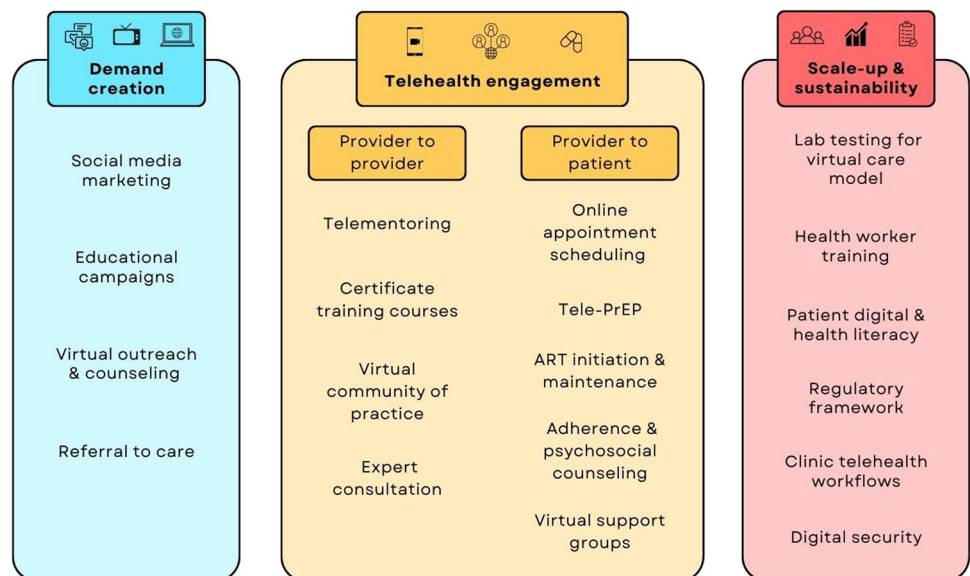 Demand
creation
Social media
marketing
Educational
campaigns
Virtual outreach
& counseling
Referral to care
Telehealth engagement
Provider to
provider
Telementoring
Certificate
training courses
Virtual
community of
practice
Expert
consultation
Provider to
patient
Online
appointment
scheduling
Tele-PrEP
ART initiation &
maintenance
Adherence &
psychosocial
counseling
Virtual support
groups
Scale-up &
sustainability
Lab testing for
virtual care
model
Health worker
training
Patient digital &
health literacy
Regulatory
framework
Clinic telehealth
workflows
Digital security